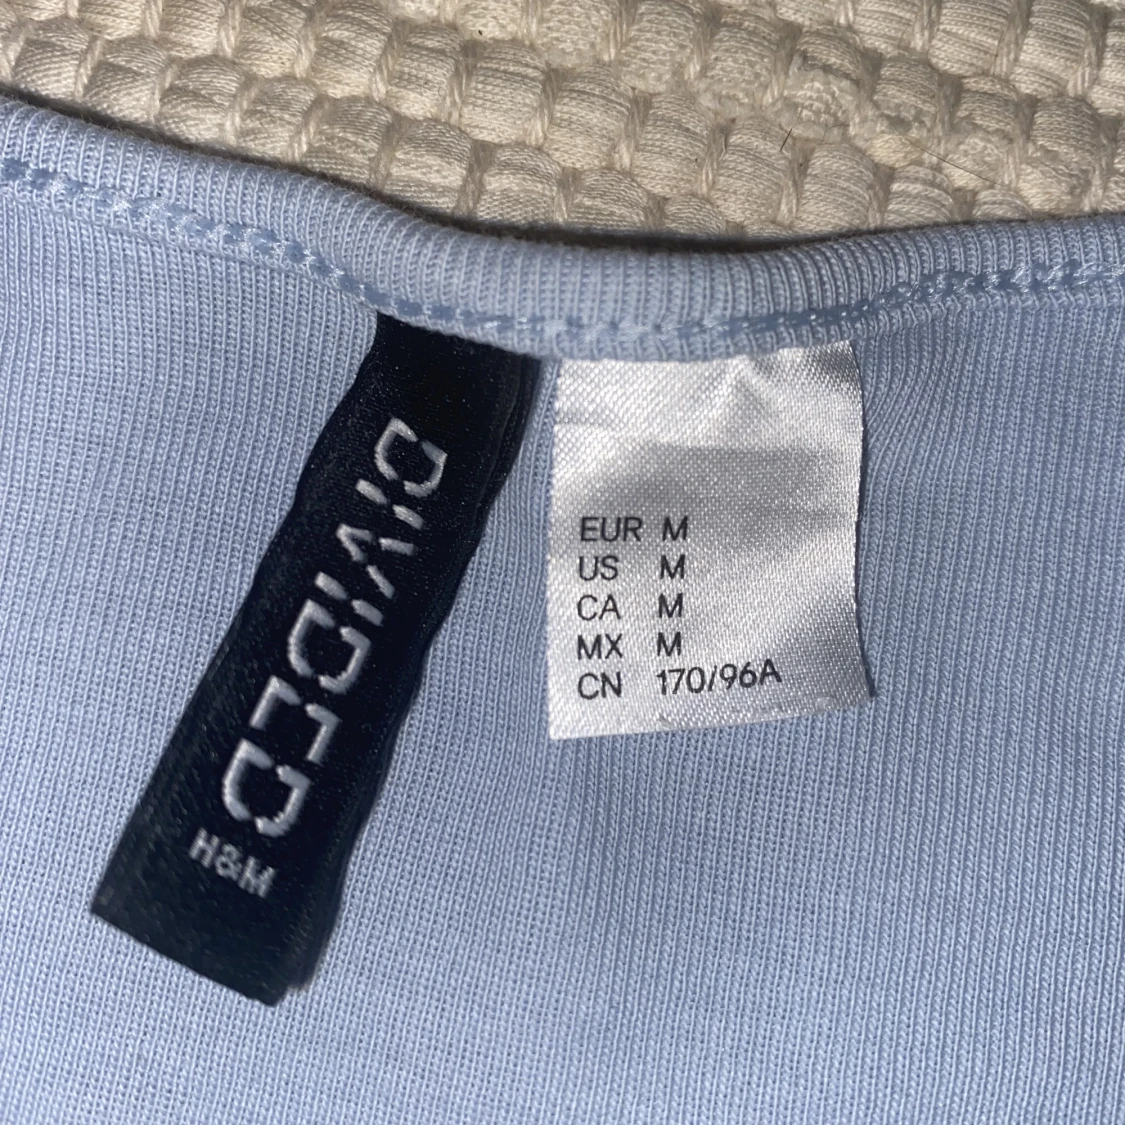 DIVIDED
H&M
EUR M
US M
CA M
MX M
CN 170/96A